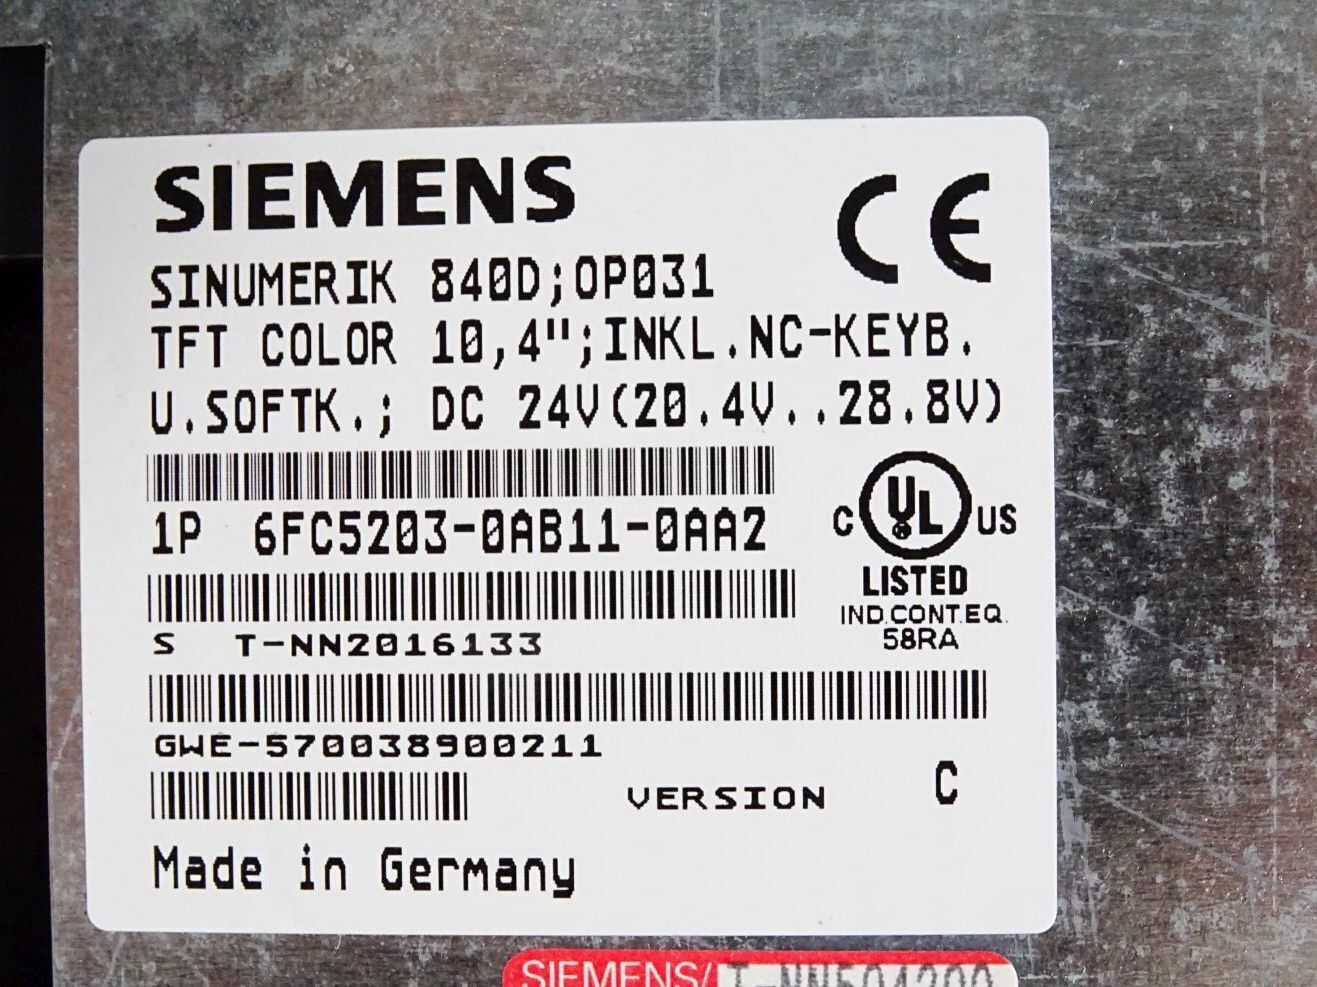 SIEMENS
CE
SINUMERIK 840D;OP031
TFT COLOR 10,4";INKL.NC-KEYB.
U.SOFTK.; DC 24V(20.4V..28.8V)
1P 6FC5203-0AB11-0AA2
C UL US
LISTED
IND.CONT.EQ.
58RA
S T-NN2016133
GWE-570038900211
VERSION C
Made in Germany
SIEMENS/